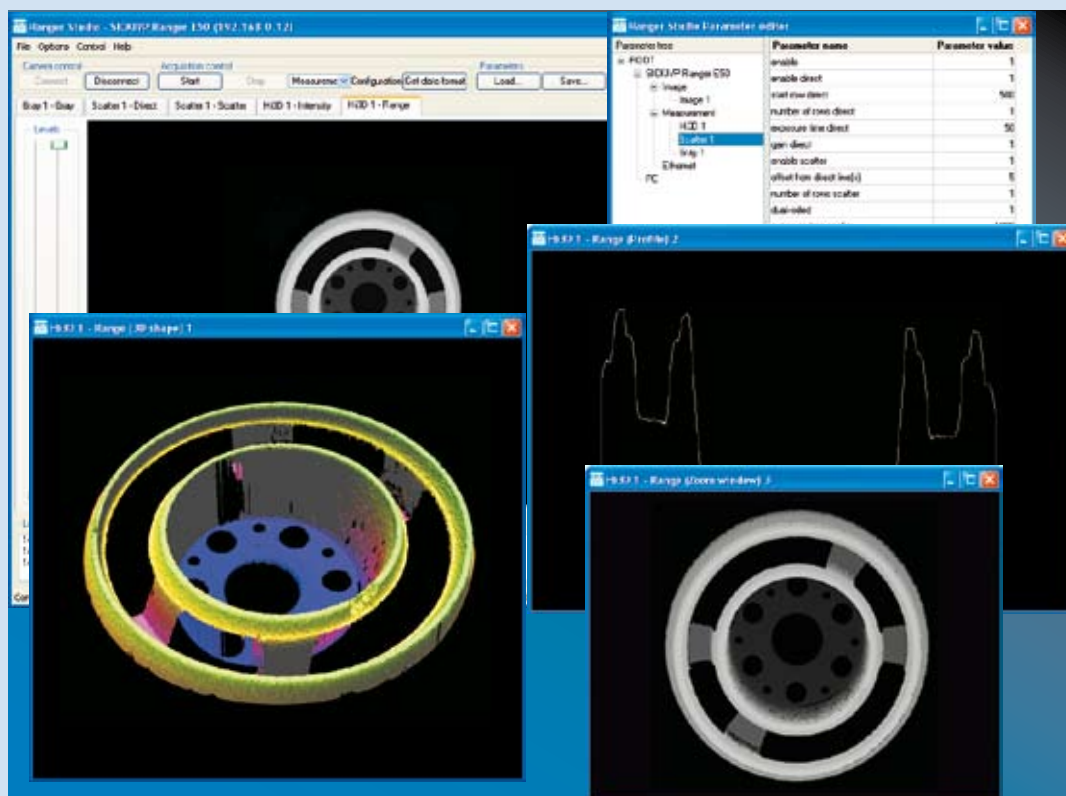 Ranger Studio - SICK IVP Ranger E50 (192.168.0.12)
File Options Control Help
Camera control Acquisition control Parameters
Connect Disconnect Start Stop Measurement Configuration Get data format Load... Save...
Gray 1 - Gray Scatter 1 - Direct Scatter 1 - Scatter Hi3D 1 - Intensity Hi3D 1 - Range
Levels
Ranger Studio Parameter editor
Parameter tree Parameter name Parameter value
ROOT
SICK IVP Ranger E50
Image
Image 1
Measurement
Hi3D 1
Scatter 1
Gray 1
Ethernet
PC
enable 1
enable direct 1
start row direct 500
number of rows direct 1
exposure time direct 50
gain direct 1
enable scatter 1
offset from direct line(s) 5
number of rows scatter 1
dual-sided 1
Hi3D 1 - Range (Profile) 2
Hi3D 1 - Range (3D shape) 1
Hi3D 1 - Range (Zoom window) 3